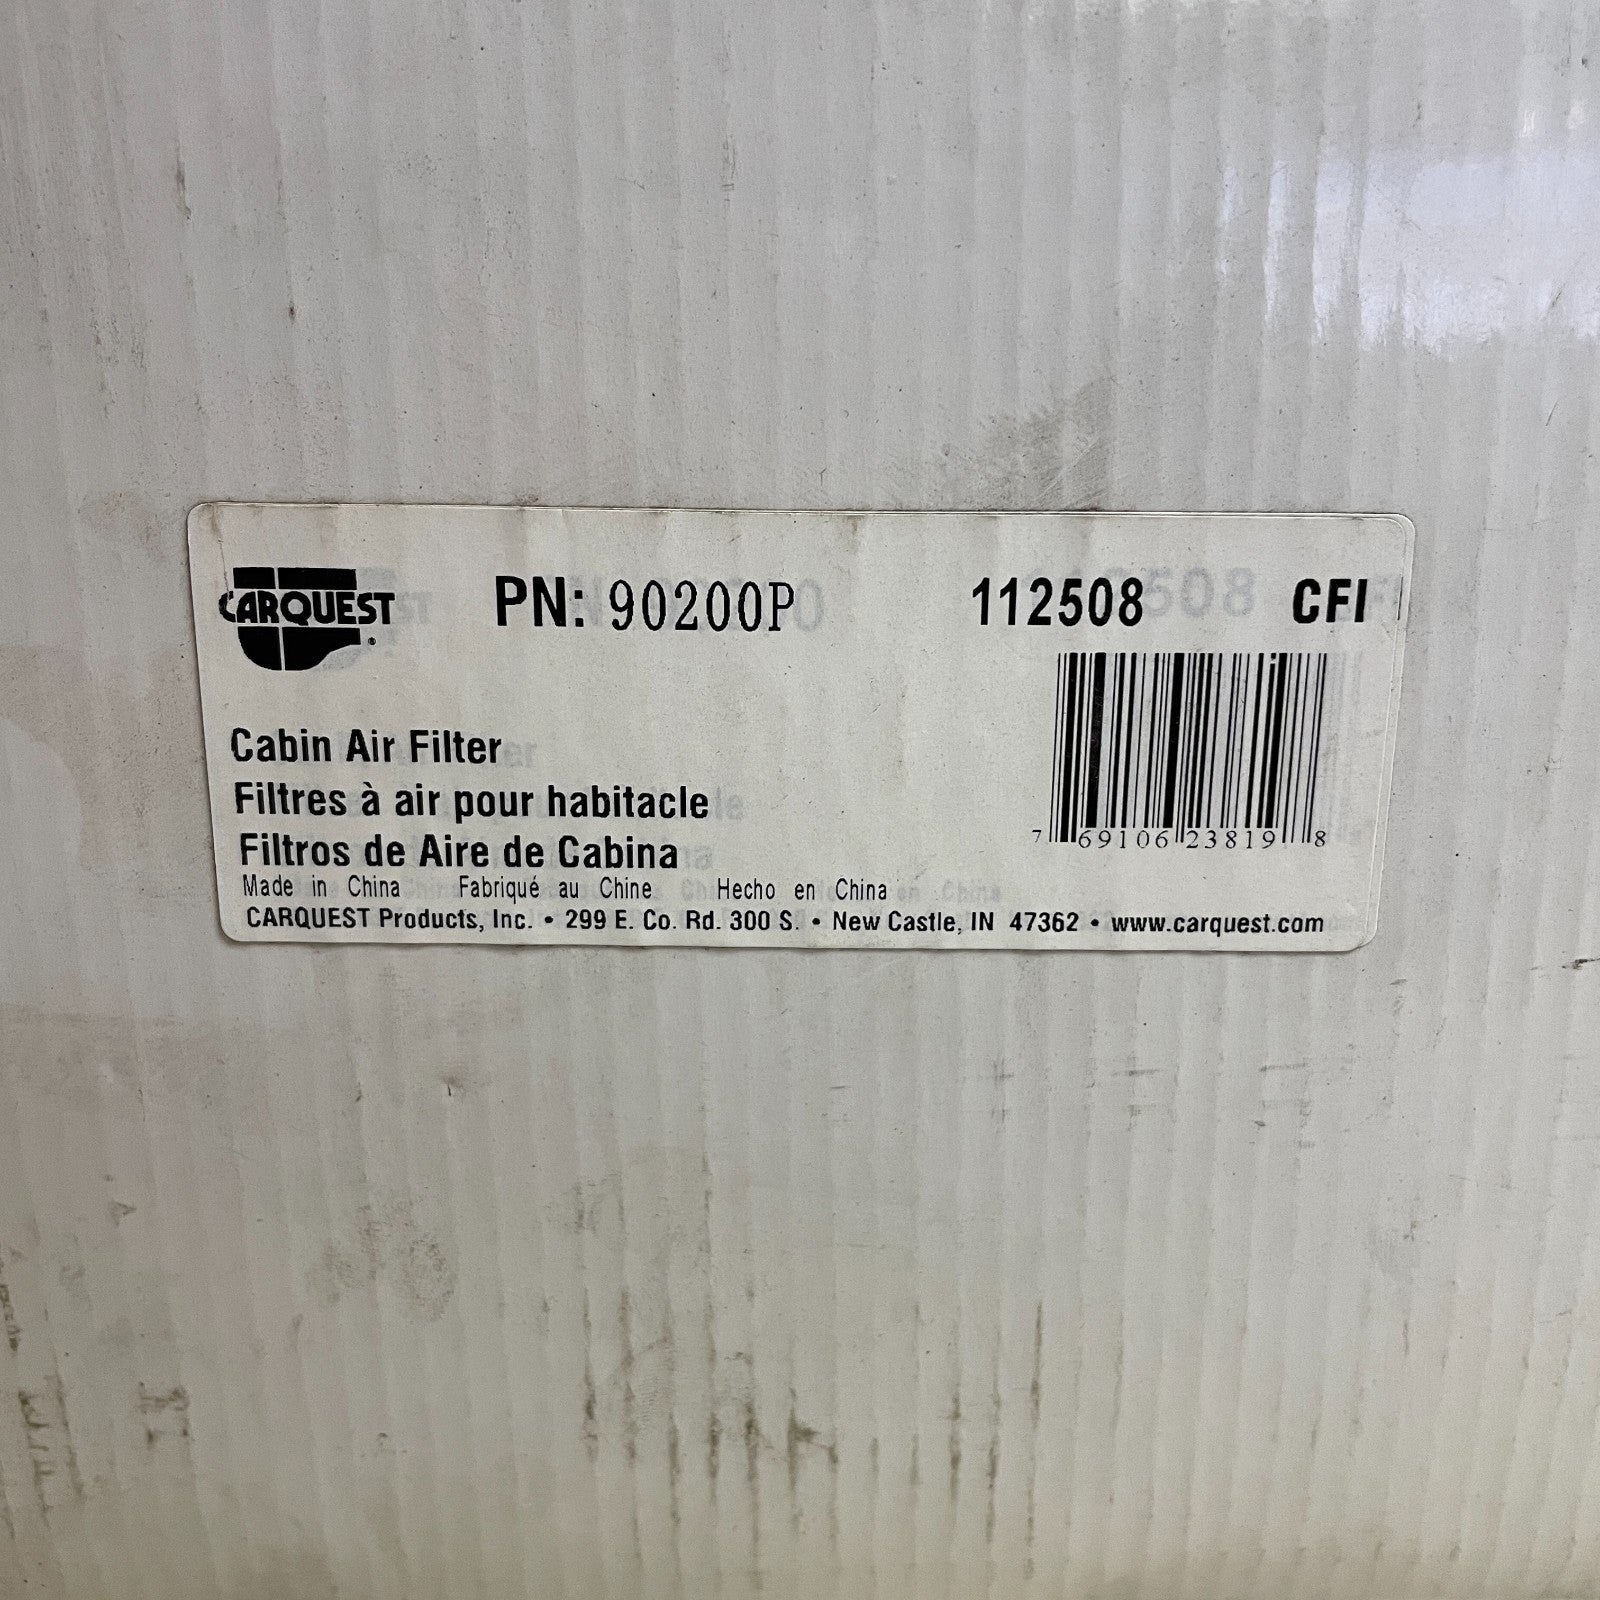 CARQUEST ®
PN: 90200P 112508 CFI
7 69106 23819 8
Cabin Air Filter
Filtres à air pour habitacle
Filtros de Aire de Cabina
Made in China Fabriqué au Chine Hecho en China
CARQUEST Products, Inc. • 299 E. Co. Rd. 300 S. • New Castle, IN 47362 • www.carquest.com